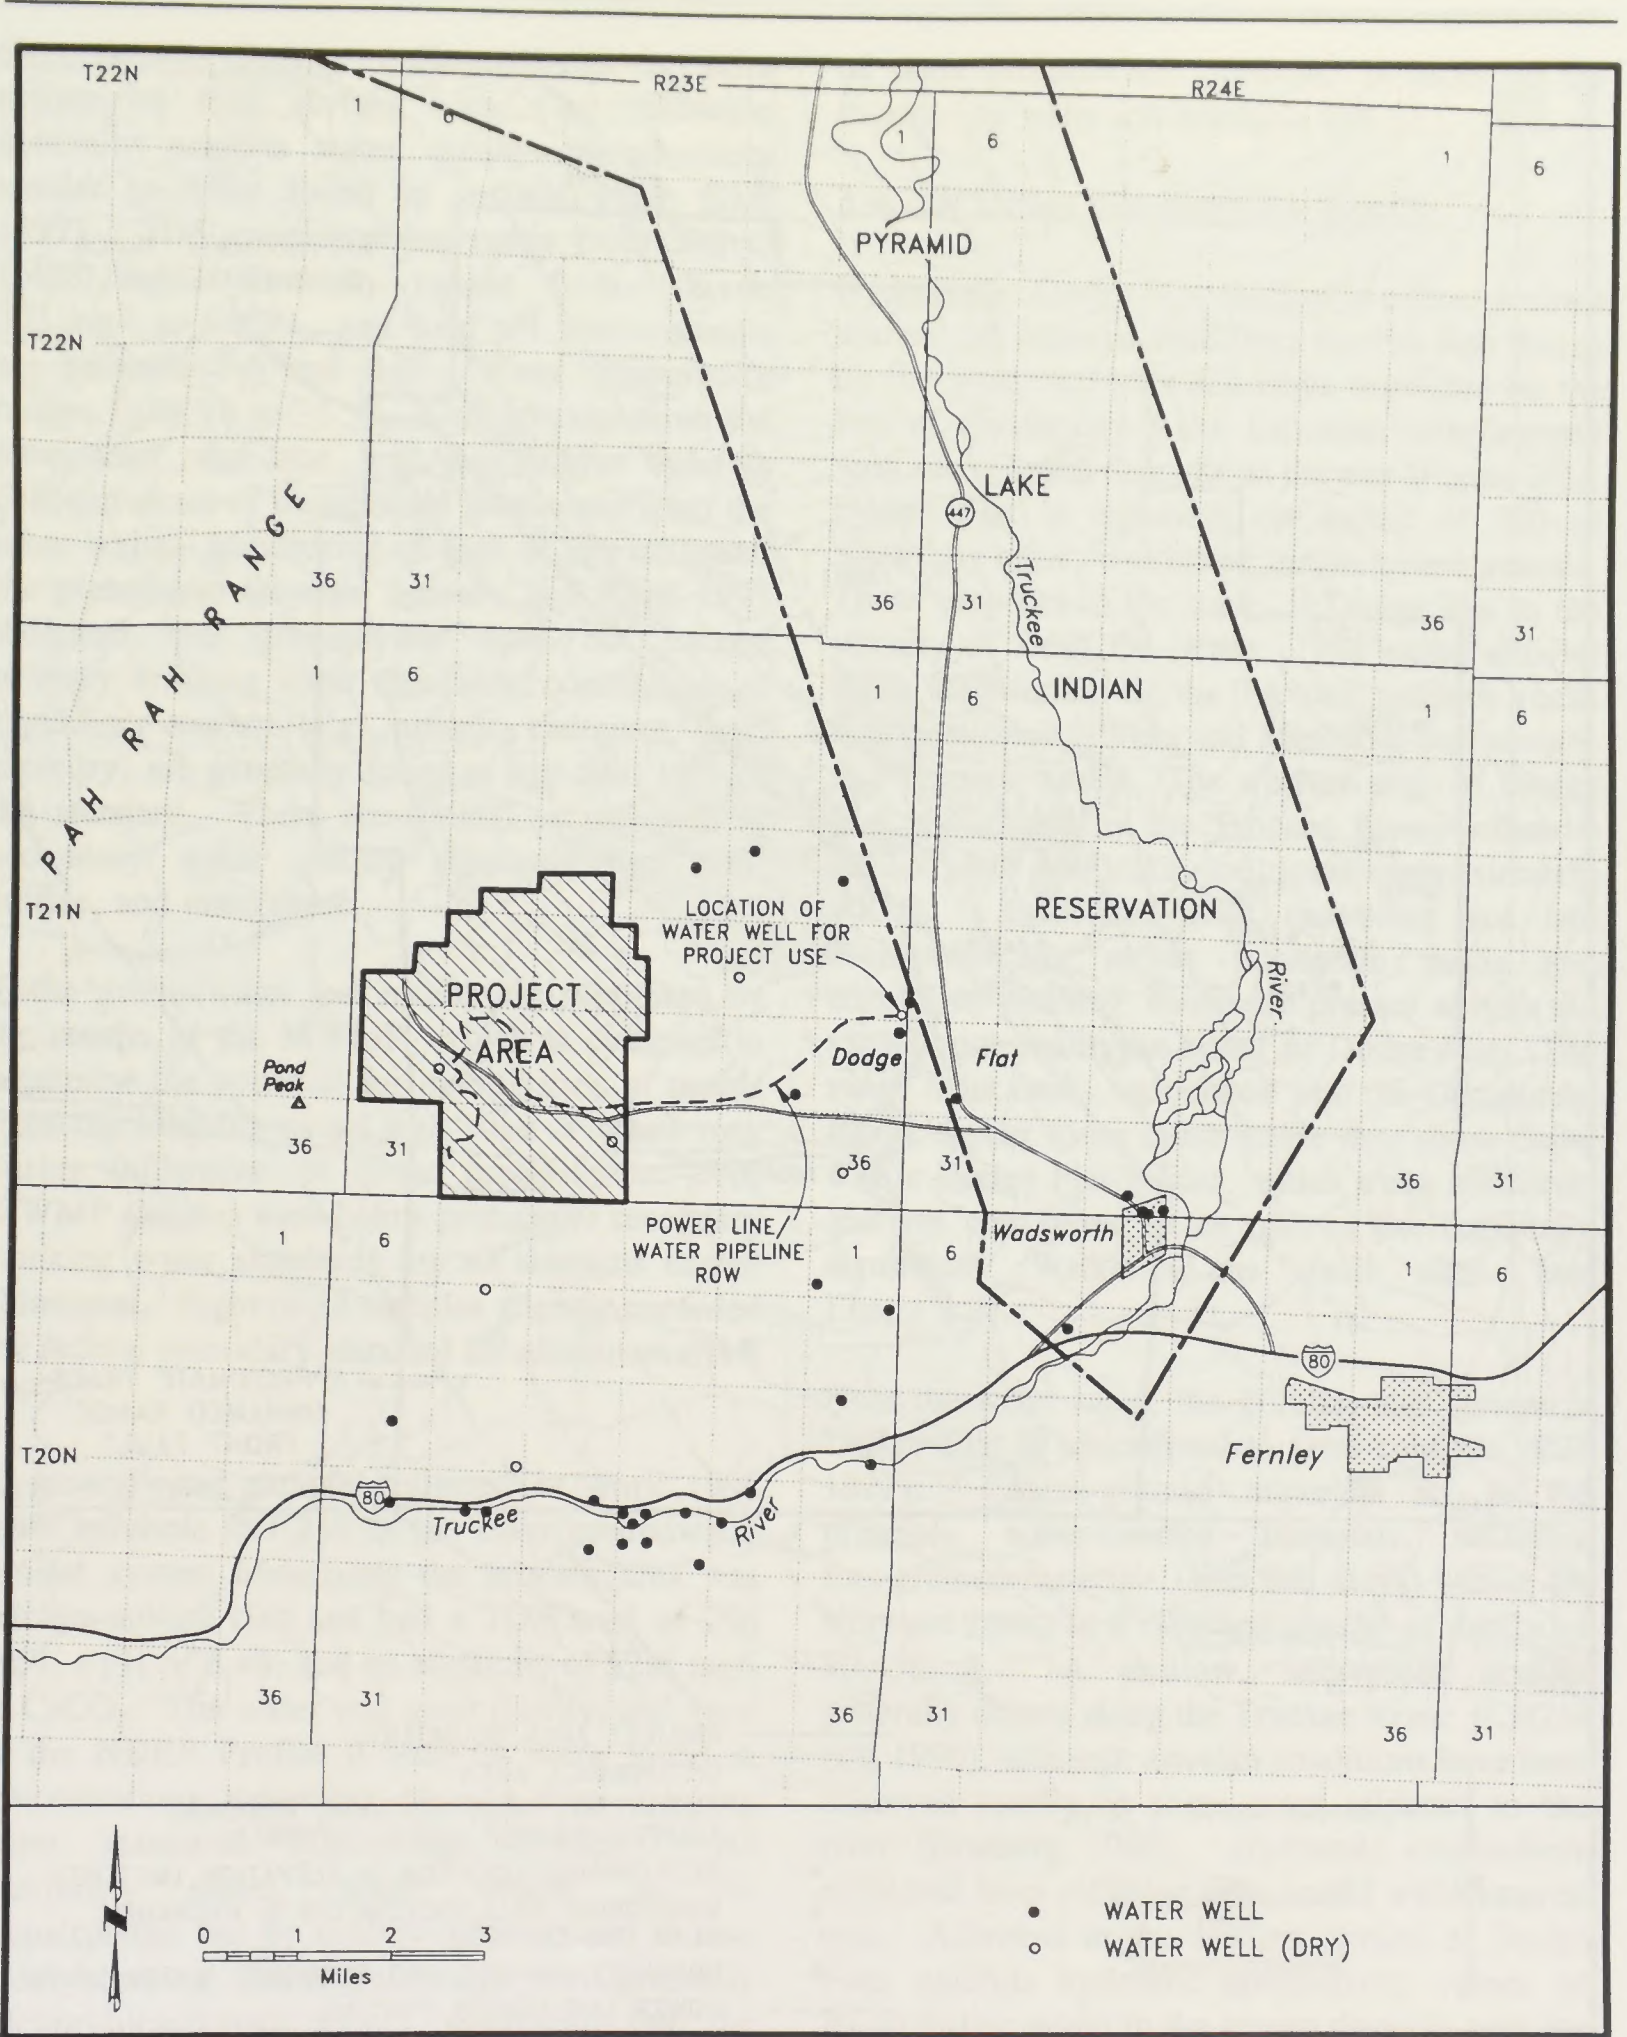 T22N
R23E
R24E
1
6
1
6
1
6
PYRAMID
T22N
LAKE
447
PAH RAH RANGE
Truckee
36
31
36
31
36
31
1
6
1
6
INDIAN
1
6
T21N
LOCATION OF
WATER WELL FOR
PROJECT USE
RESERVATION
River
PROJECT
AREA
Dodge Flat
Pond
Peak
36
31
36
31
36
31
POWER LINE/
WATER PIPELINE
ROW
Wadsworth
1
6
1
6
1
6
80
Fernley
T20N
80
Truckee
River
36
31
36
31
36
31
N
0 1 2 3
Miles
WATER WELL
WATER WELL (DRY)